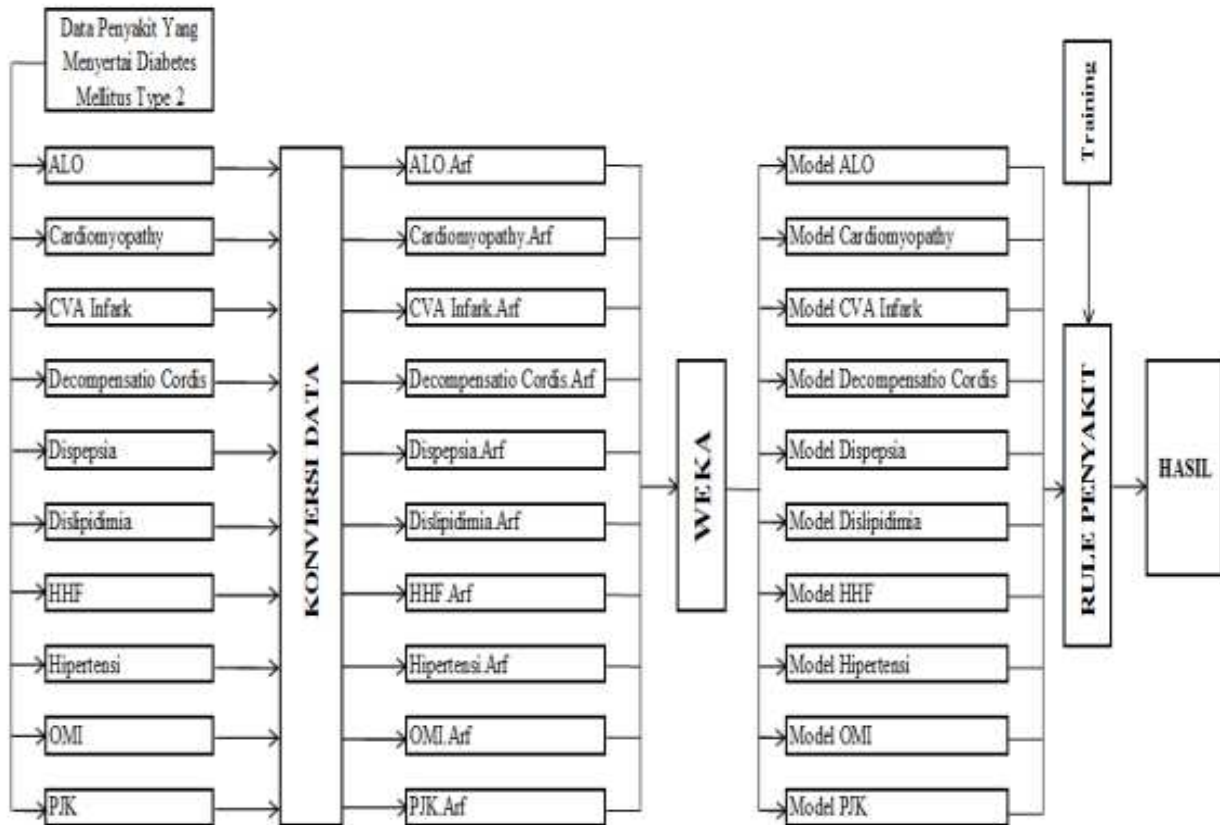 Data Penyakit Yang
Menyertai Diabetes
Mellitus Type 2
ALO
Cardiomyopathy
CVA Infark
Decompensatio Cordis
Dispepsia
Dislipidimia
HHF
Hipertensi
OMI
PJK
KONVERSI DATA
ALO.Arf
Cardiomyopathy.Arf
CVA Infark.Arf
Decompensatio Cordis.Arf
Dispepsia.Arf
Dislipidimia.Arf
HHF.Arf
Hipertensi.Arf
OMI.Arf
PJK.Arf
WEKA
Model ALO
Model Cardiomyopathy
Model CVA Infark
Model Decompensatio Cordis
Model Dispepsia
Model Dislipidimia
Model HHF
Model Hipertensi
Model OMI
Model PJK
Training
RULE PENYAKIT
HASIL